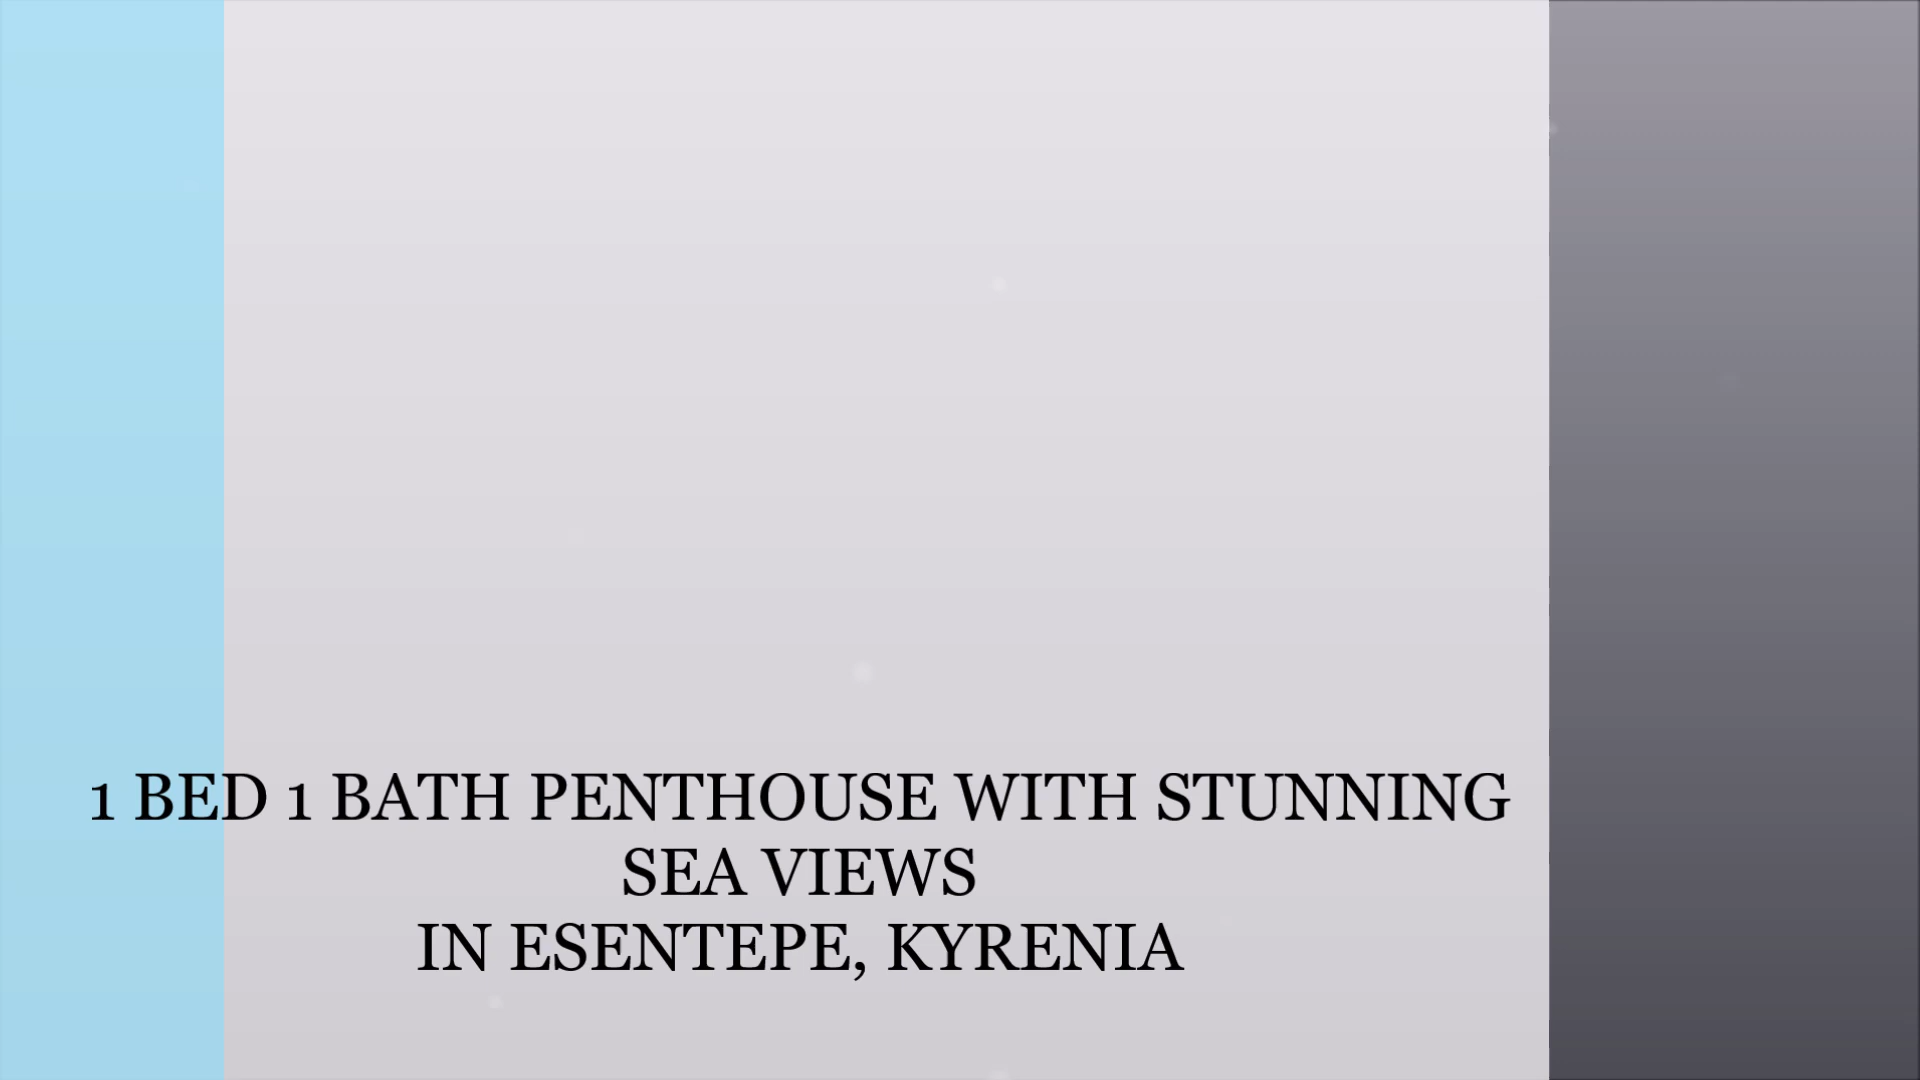 1 BED 1 BATH PENTHOUSE WITH STUNNING
SEA VIEWS
IN ESENTEPE, KYRENIA